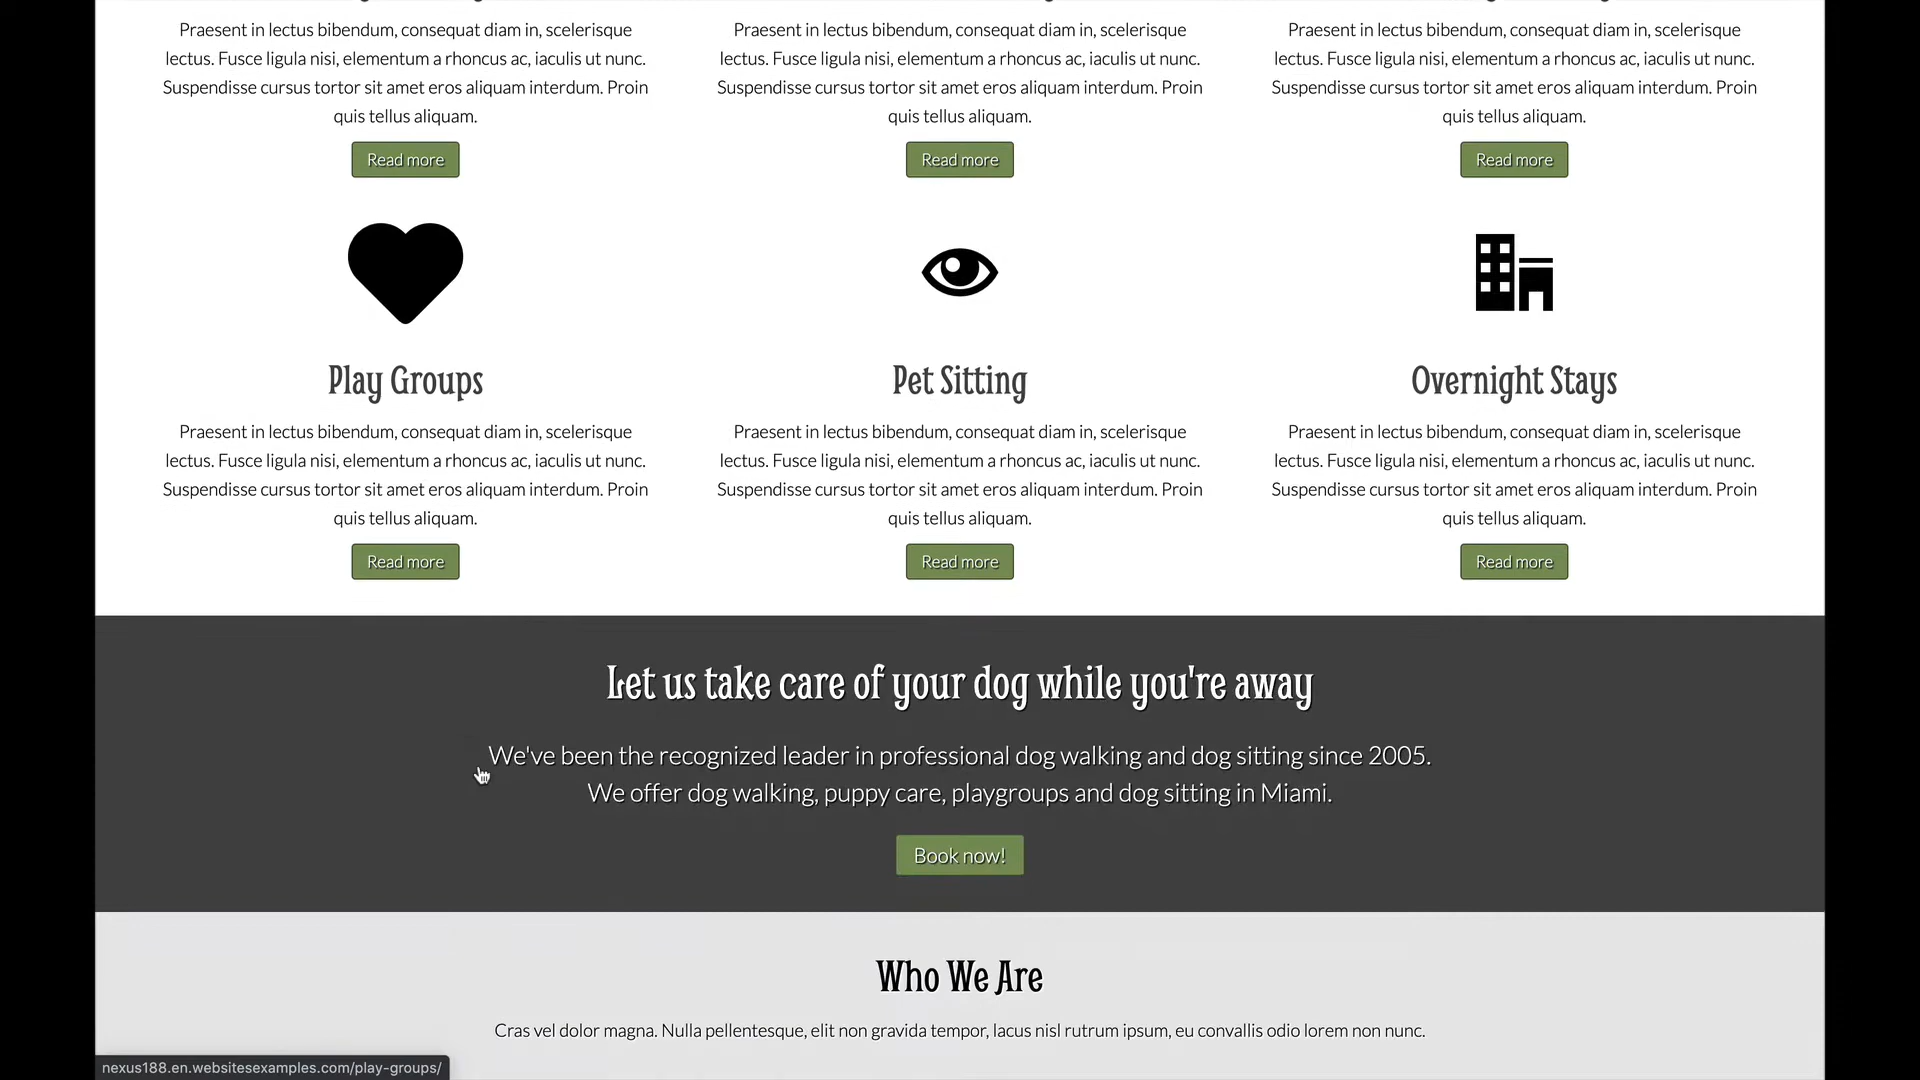 Praesent in lectus bibendum, consequat diam in, scelerisque
lectus. Fusce ligula nisi, elementum a rhoncus ac, iaculis ut nunc.
Suspendisse cursus tortor sit amet eros aliquam interdum. Proin
quis tellus aliquam.
Read more
Praesent in lectus bibendum, consequat diam in, scelerisque
lectus. Fusce ligula nisi, elementum a rhoncus ac, iaculis ut nunc.
Suspendisse cursus tortor sit amet eros aliquam interdum. Proin
quis tellus aliquam.
Read more
Praesent in lectus bibendum, consequat diam in, scelerisque
lectus. Fusce ligula nisi, elementum a rhoncus ac, iaculis ut nunc.
Suspendisse cursus tortor sit amet eros aliquam interdum. Proin
quis tellus aliquam.
Read more
Play Groups
Praesent in lectus bibendum, consequat diam in, scelerisque
lectus. Fusce ligula nisi, elementum a rhoncus ac, iaculis ut nunc.
Suspendisse cursus tortor sit amet eros aliquam interdum. Proin
quis tellus aliquam.
Read more
Pet Sitting
Praesent in lectus bibendum, consequat diam in, scelerisque
lectus. Fusce ligula nisi, elementum a rhoncus ac, iaculis ut nunc.
Suspendisse cursus tortor sit amet eros aliquam interdum. Proin
quis tellus aliquam.
Read more
Overnight Stays
Praesent in lectus bibendum, consequat diam in, scelerisque
lectus. Fusce ligula nisi, elementum a rhoncus ac, iaculis ut nunc.
Suspendisse cursus tortor sit amet eros aliquam interdum. Proin
quis tellus aliquam.
Read more
Let us take care of your dog while you're away
We've been the recognized leader in professional dog walking and dog sitting since 2005.
We offer dog walking, puppy care, playgroups and dog sitting in Miami.
Book now!
Who We Are
Cras vel dolor magna. Nulla pellentesque, elit non gravida tempor, lacus nisl rutrum ipsum, eu convallis odio lorem non nunc.
nexus188.en.websitesexamples.com/play-groups/